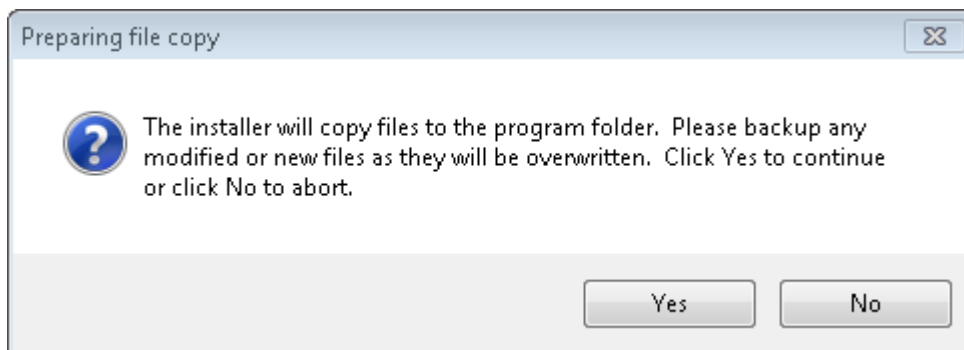 Preparing file copy
The installer will copy files to the program folder.  Please backup any
modified or new files as they will be overwritten.  Click Yes to continue
or click No to abort.
Yes
No